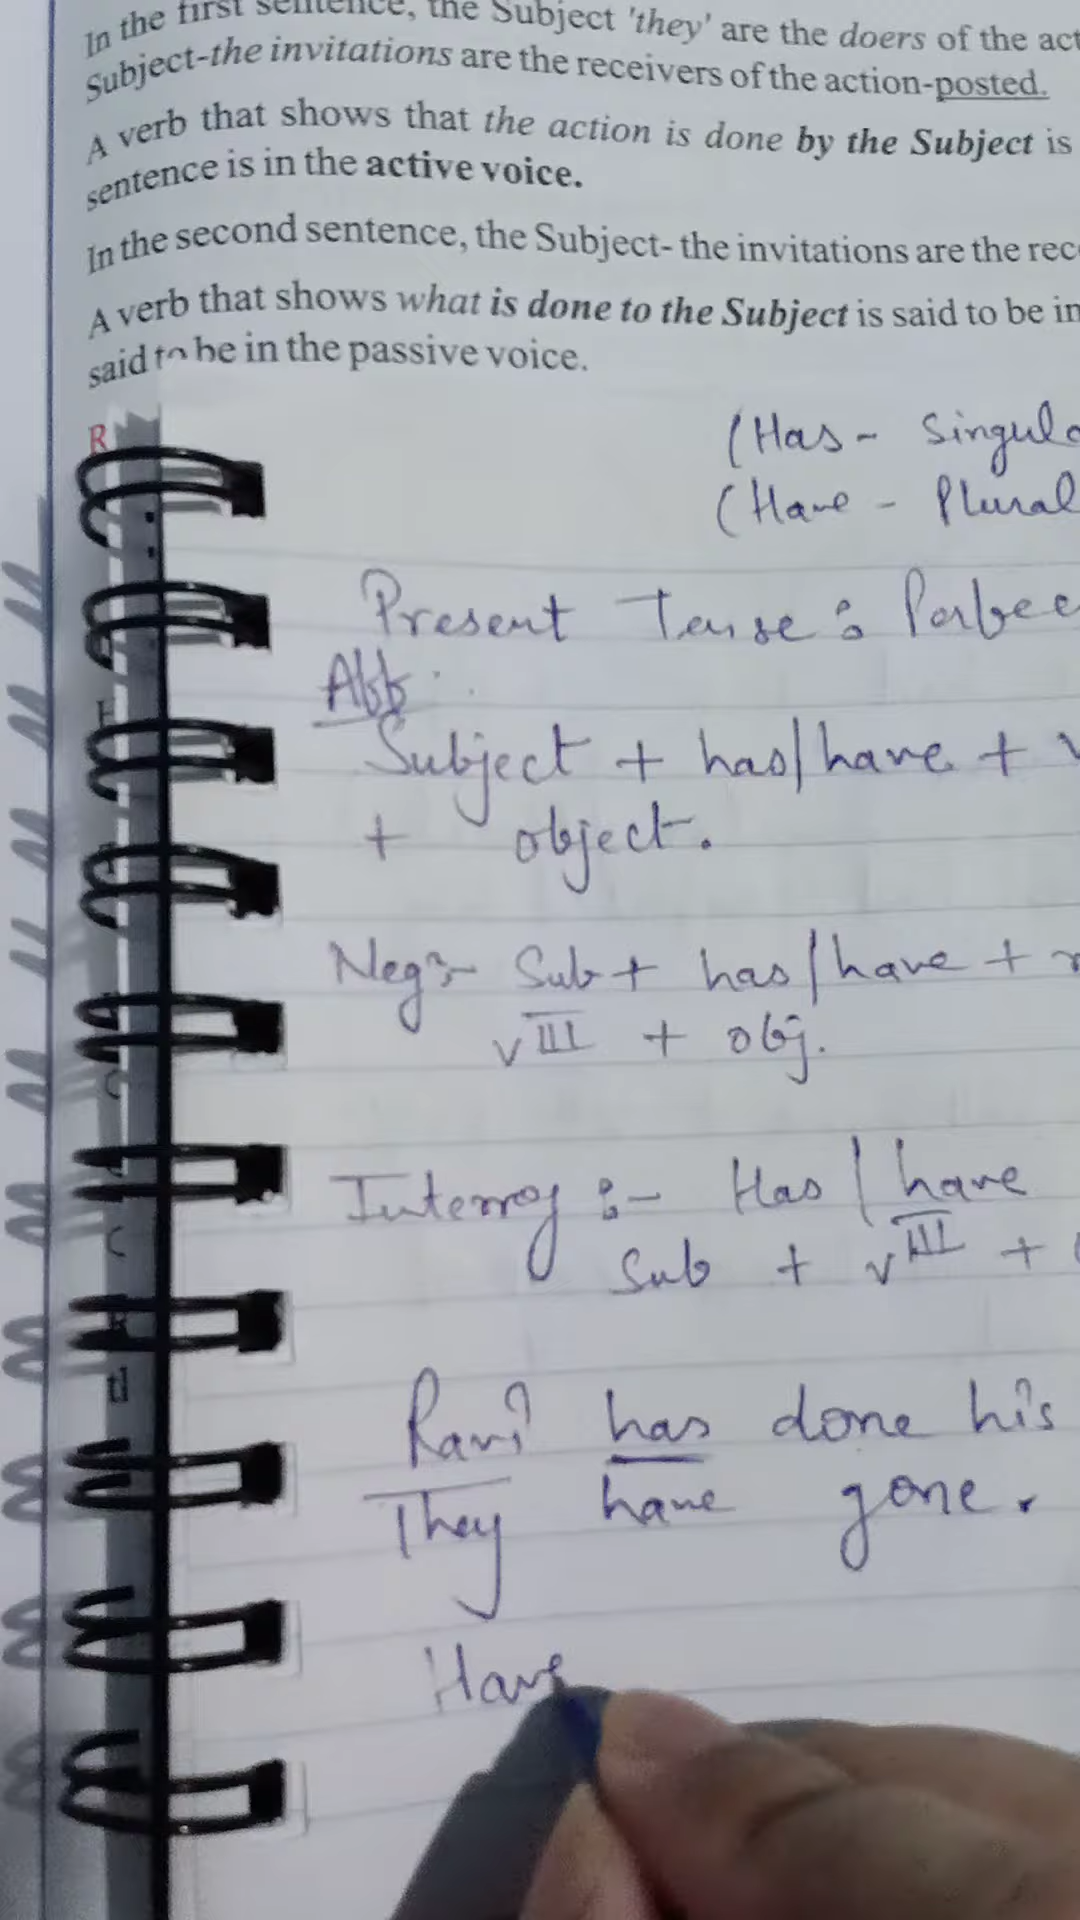 In the first sentence, the Subject 'they' are the doers of the act
Subject-the invitations are the receivers of the action-posted.
A verb that shows that the action is done by the Subject is
sentence is in the active voice.
In the second sentence, the Subject- the invitations are the rec
A verb that shows what is done to the Subject is said to be in
said to be in the passive voice.
R
(Has - Singula
(Have - Plural
Present Tense : Perfec
Aff.
Subject + has/have + v
+ object.
Neg:- Sub + has/have + n
v III + obj.
Interrog :- Has / have
Sub + v III +
Ravi has done his
They have gone.
Have